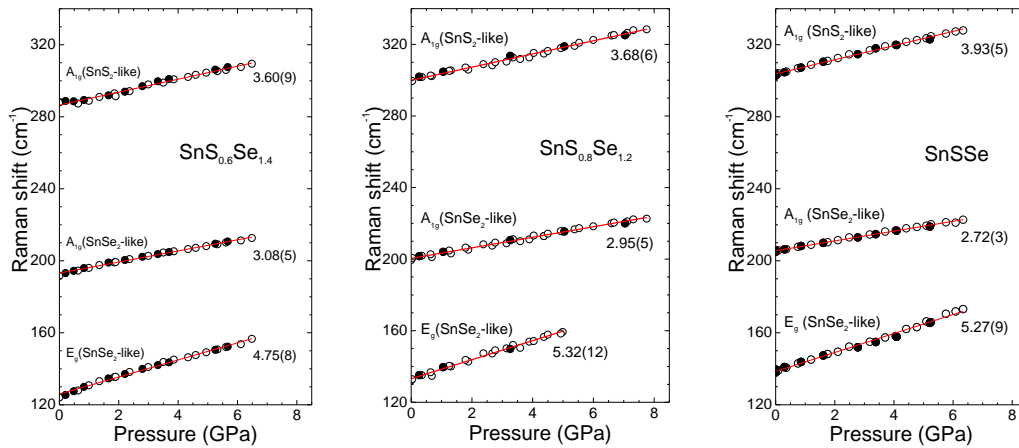 Raman shift (cm⁻¹)
320
280
240
200
160
120
A₁g(SnS₂-like)
3.60(9)
SnS₀.₆Se₁.₄
A₁g(SnSe₂-like)
3.08(5)
Eg(SnSe₂-like)
4.75(8)
0 2 4 6 8
Pressure (GPa)
Raman shift (cm⁻¹)
320
280
240
200
160
120
A₁g(SnS₂-like)
3.68(6)
SnS₀.₈Se₁.₂
A₁g(SnSe₂-like)
2.95(5)
Eg(SnSe₂-like)
5.32(12)
0 2 4 6 8
Pressure (GPa)
Raman shift (cm⁻¹)
320
280
240
200
160
120
A₁g (SnS₂-like)
3.93(5)
SnSSe
A₁g (SnSe₂-like)
2.72(3)
Eg (SnSe₂-like)
5.27(9)
0 2 4 6 8
Pressure (GPa)